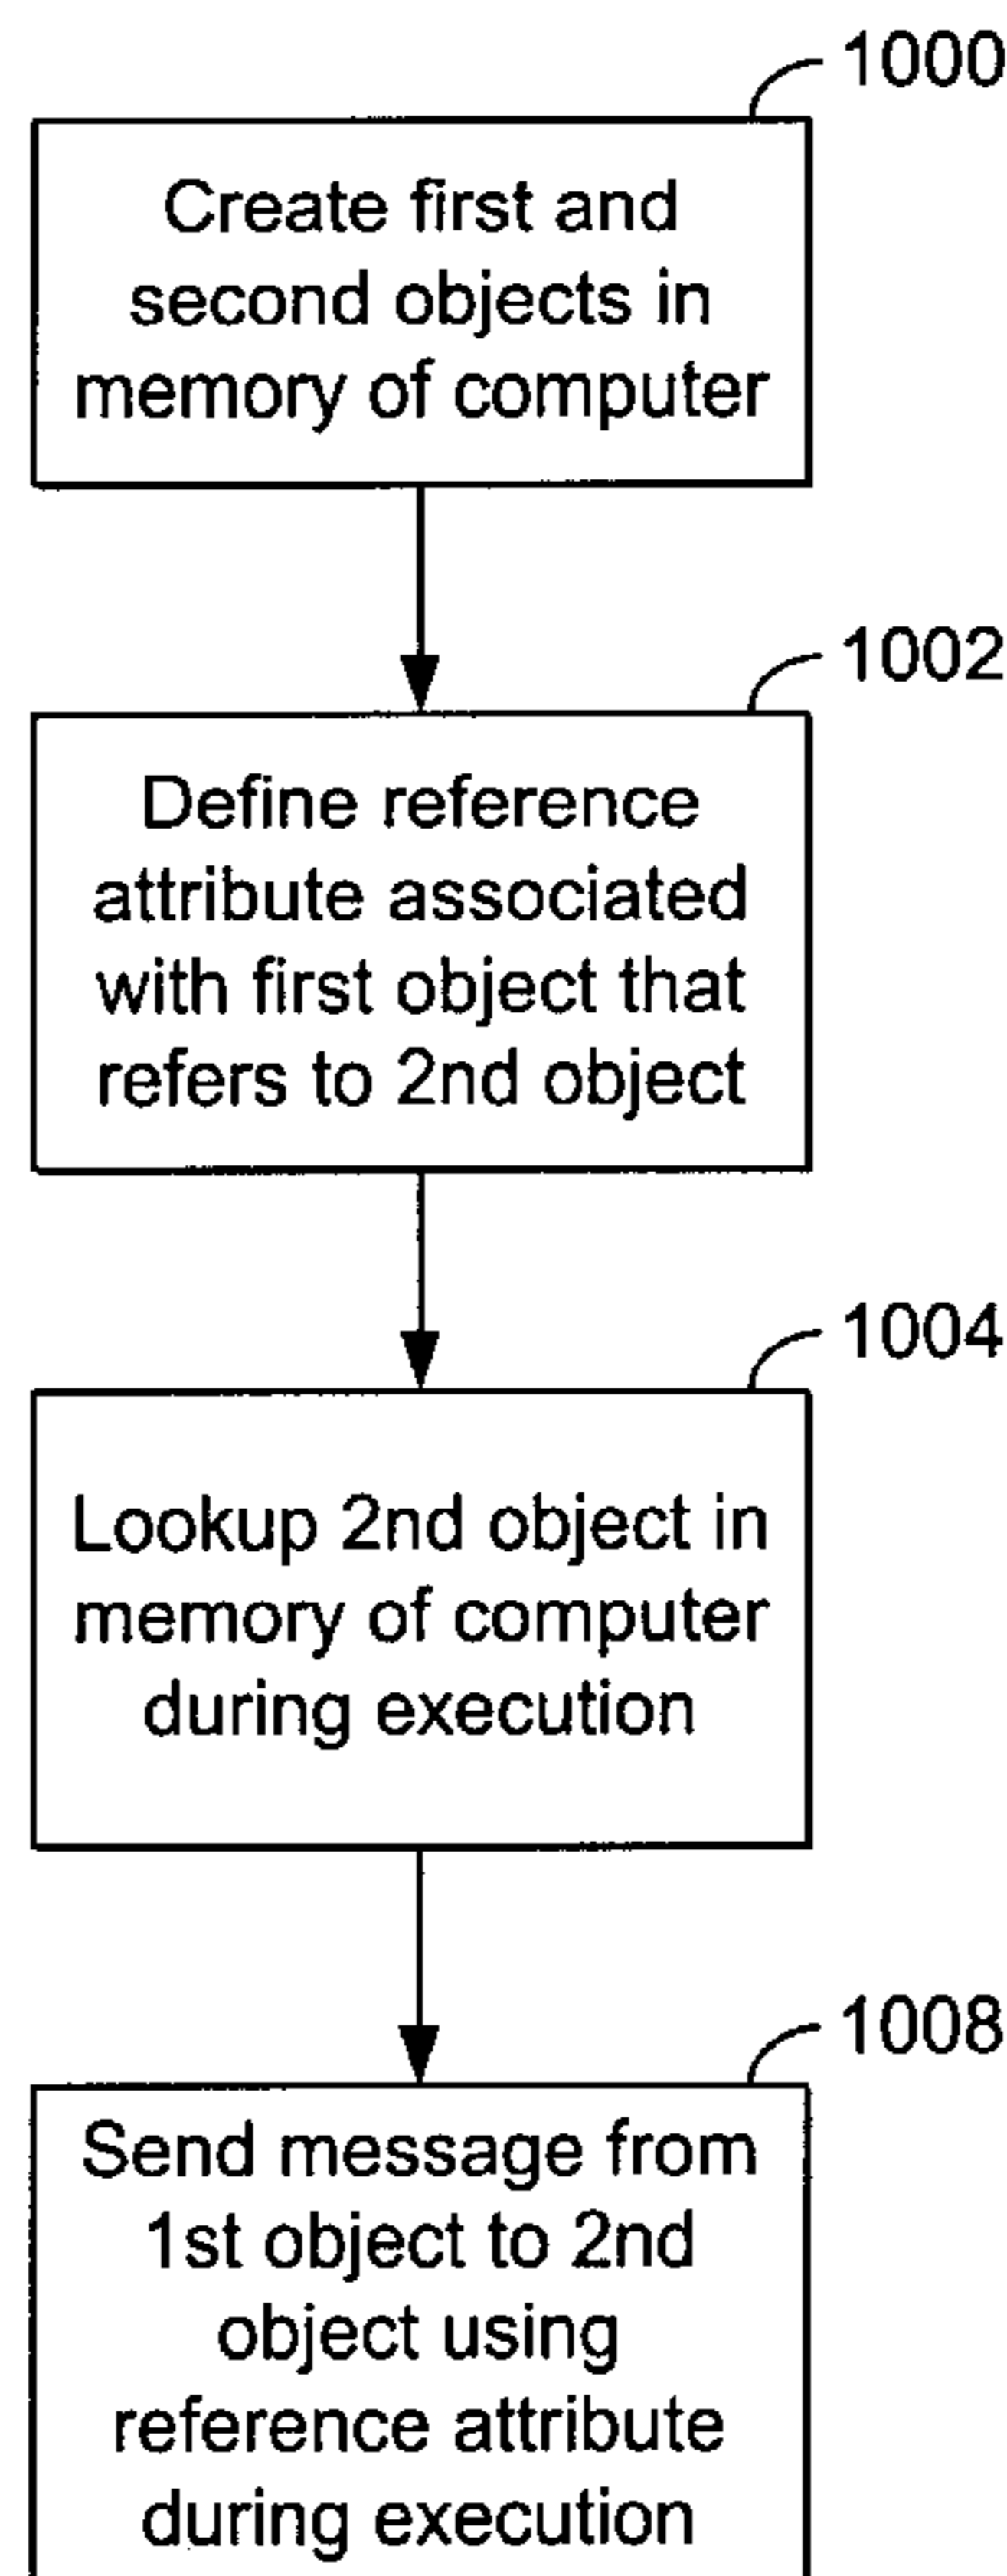 1000
Create first and
second objects in
memory of computer
1002
Define reference
attribute associated
with first object that
refers to 2nd object
1004
Lookup 2nd object in
memory of computer
during execution
1008
Send message from
1st object to 2nd
object using
reference attribute
during execution